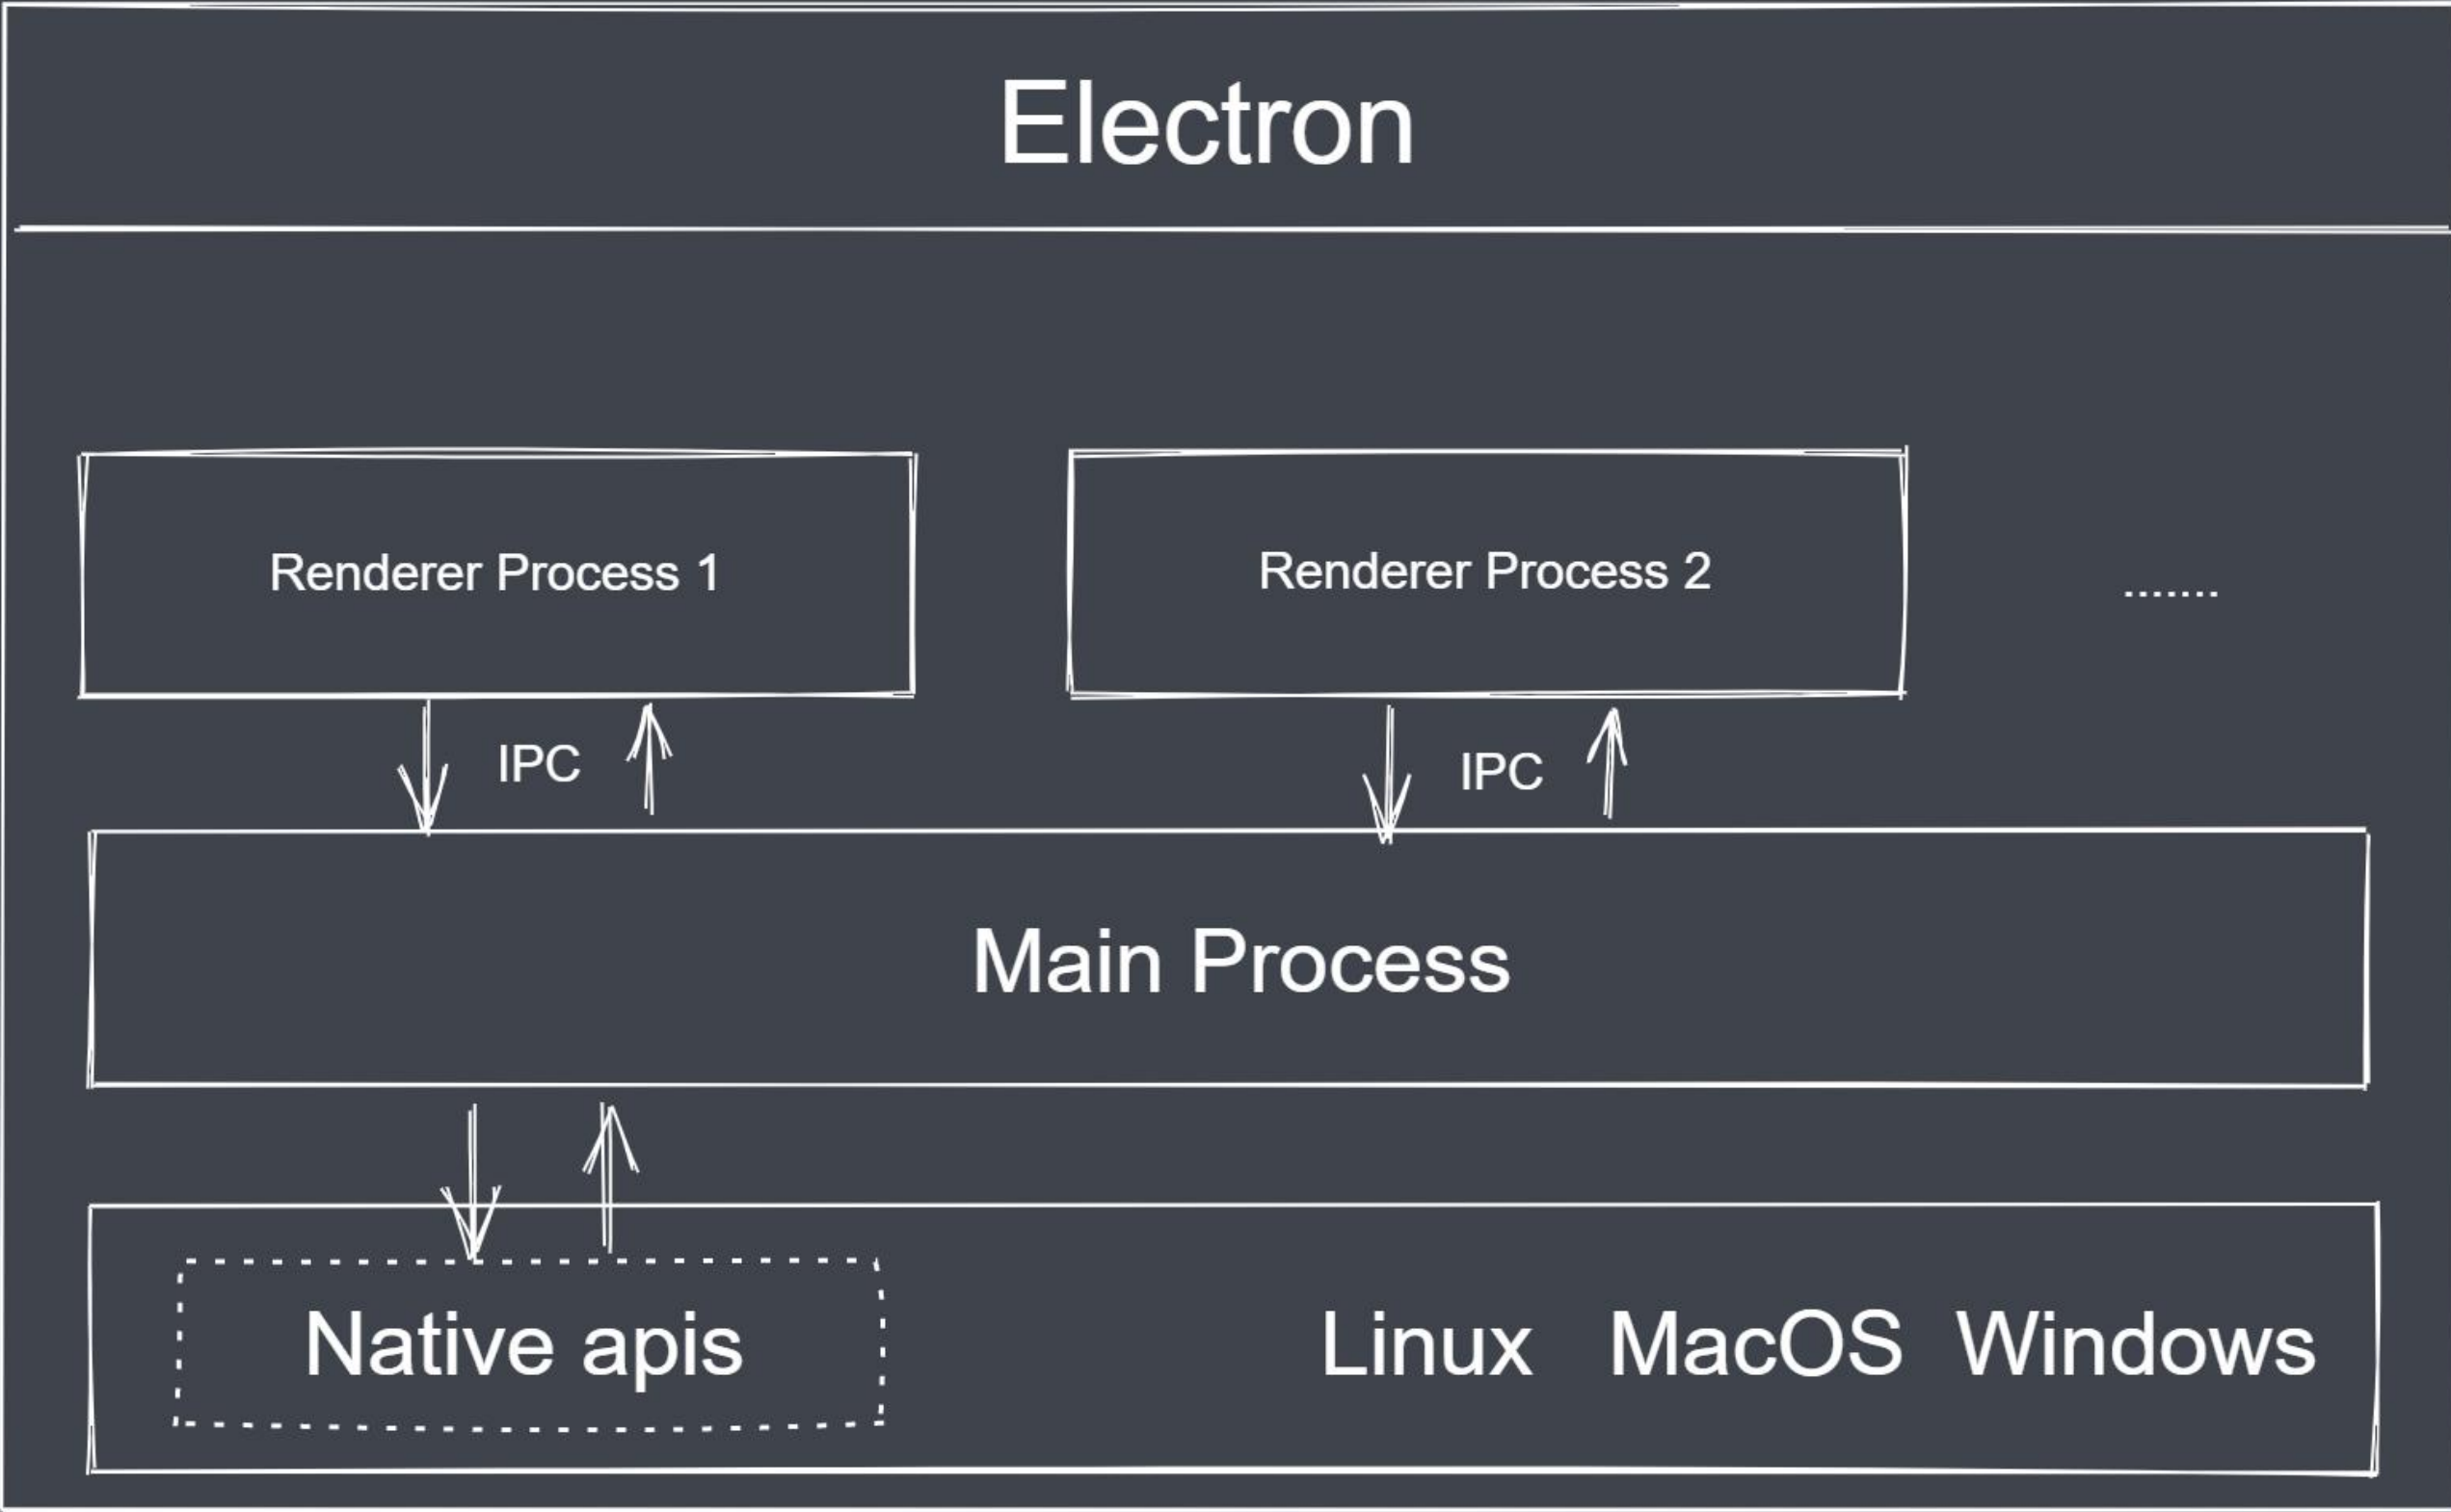 Electron
Renderer Process 1
Renderer Process 2
.......
IPC
IPC
Main Process
Native apis
Linux MacOS Windows